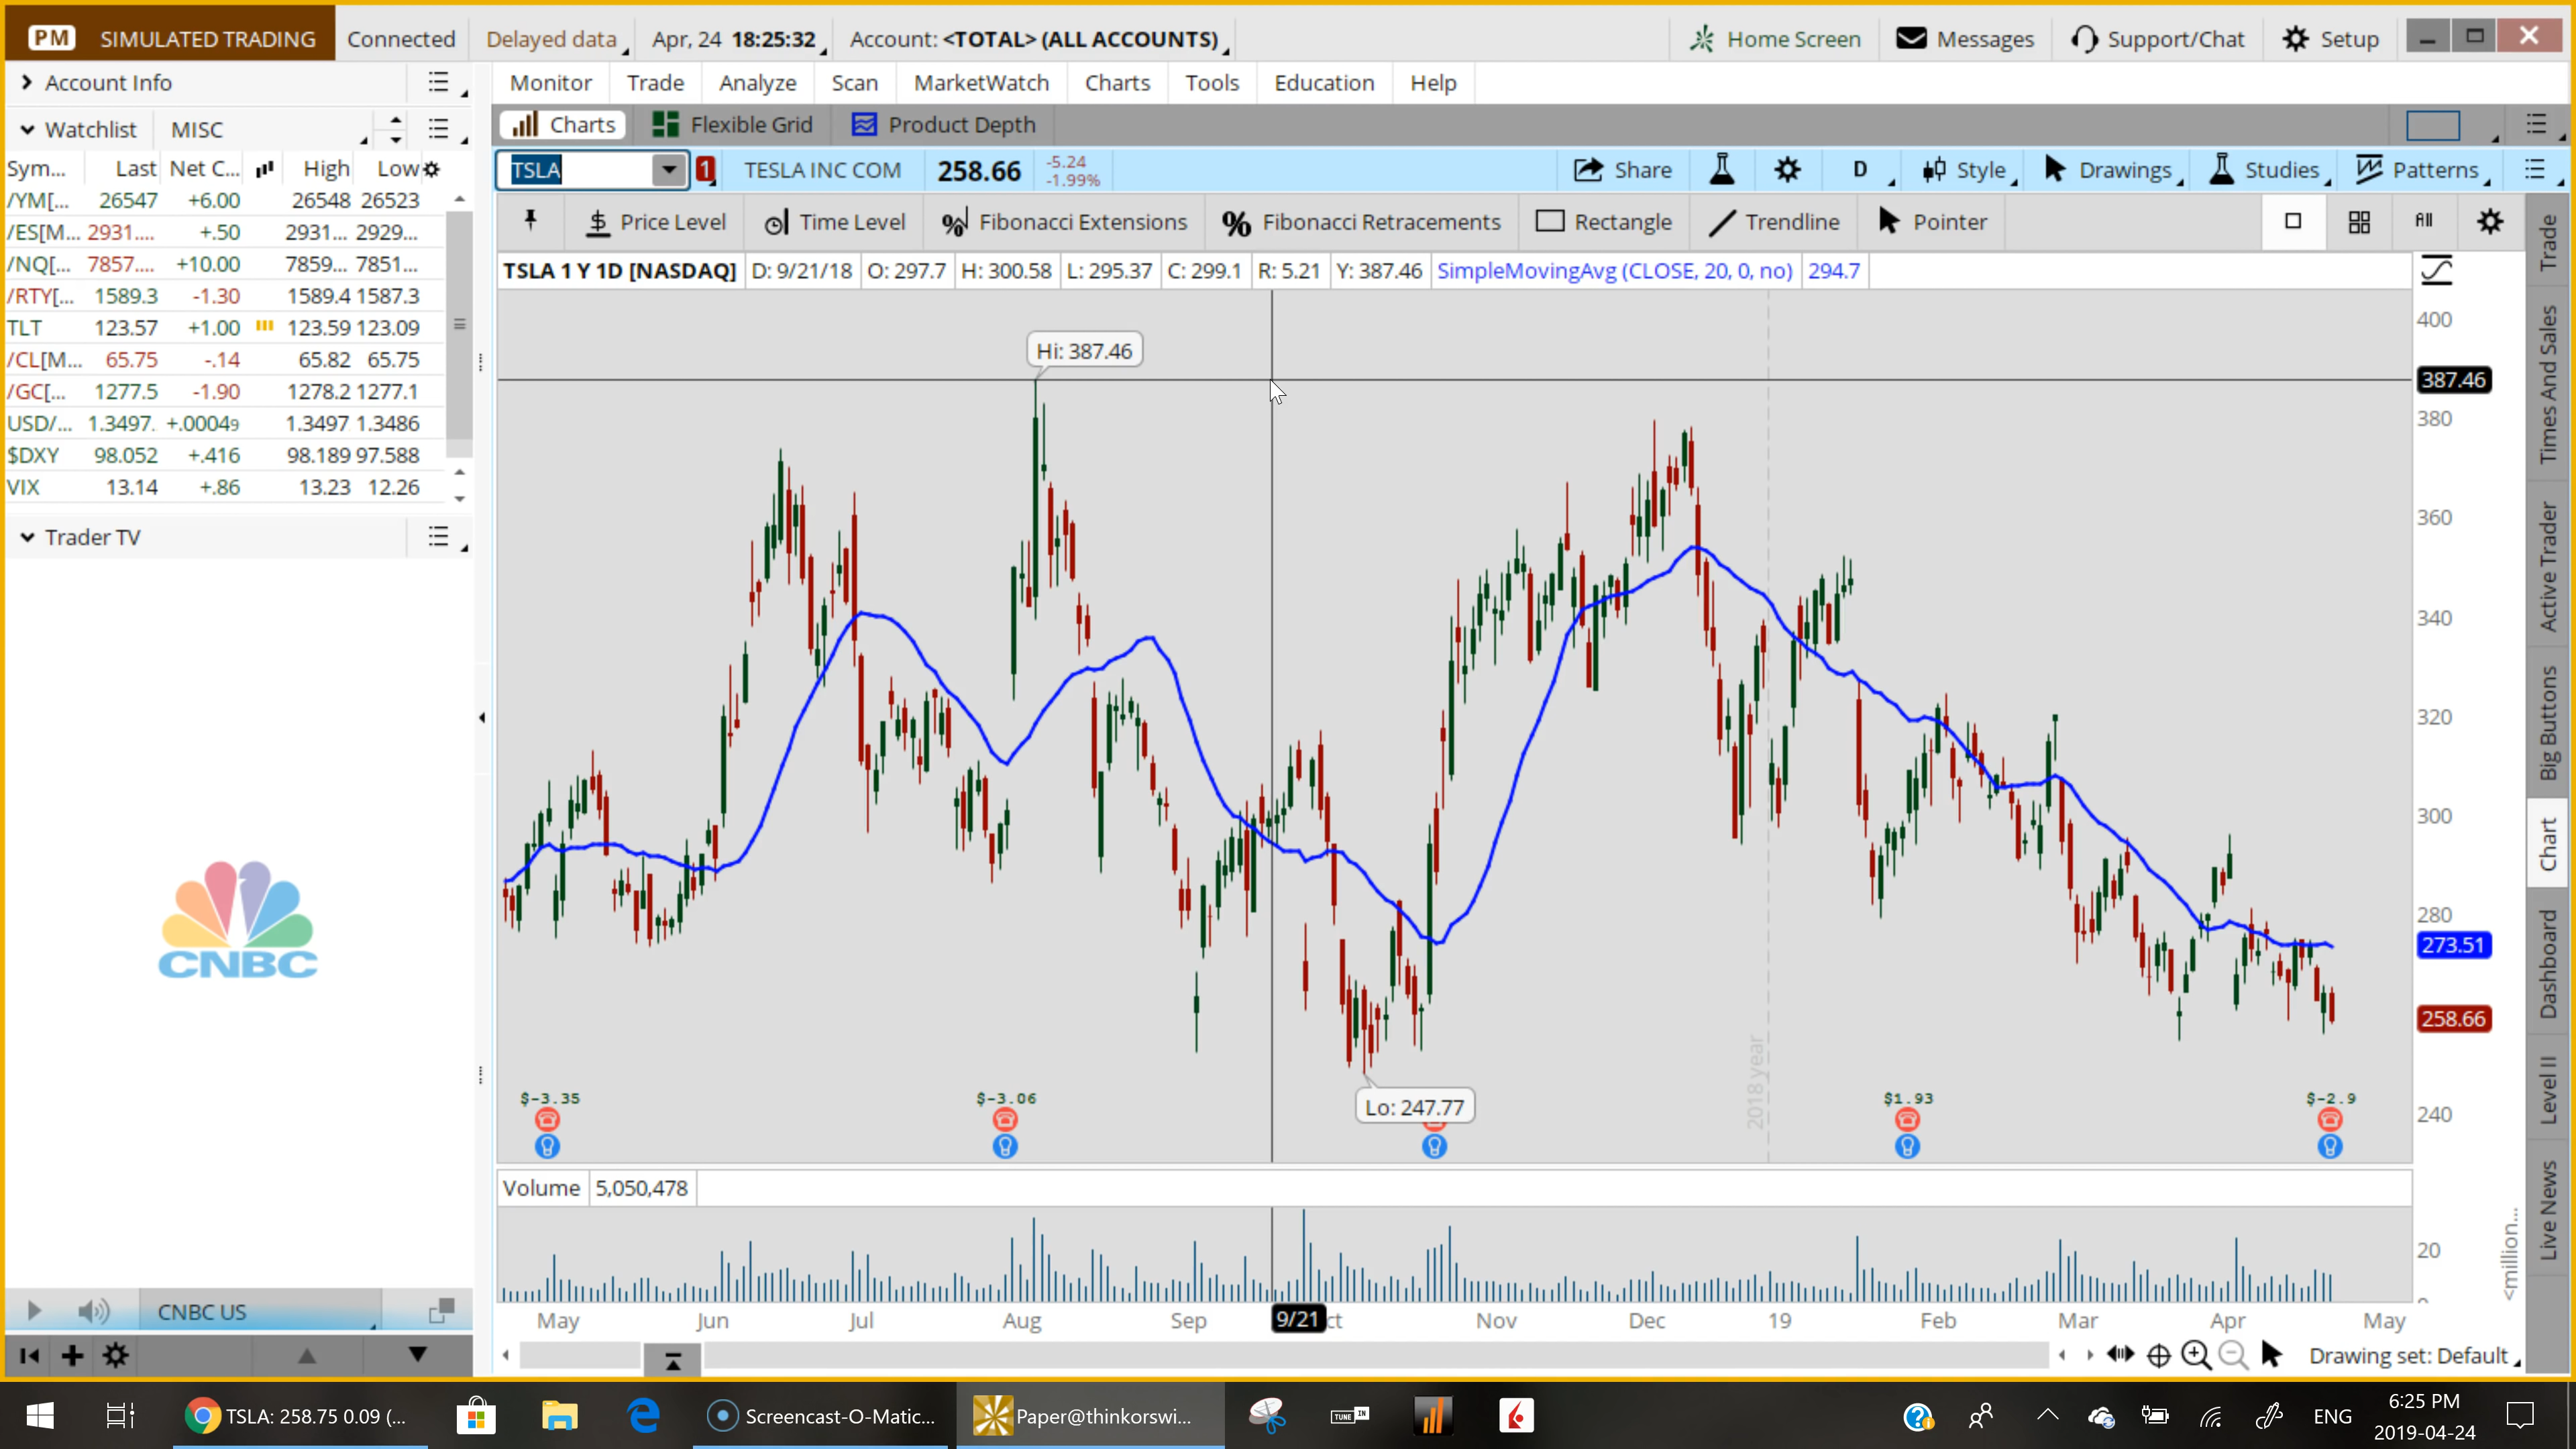 PM SIMULATED TRADING Connected Delayed data Apr, 24 18:25:32 Account: <TOTAL> (ALL ACCOUNTS) Home Screen Messages Support/Chat Setup
Account Info
Monitor Trade Analyze Scan MarketWatch Charts Tools Education Help
Watchlist MISC
Charts Flexible Grid Product Depth
Sym... Last Net C... High Low
/YM[... 26547 +6.00 26548 26523
/ES[M... 2931.... +.50 2931... 2929...
/NQ[... 7857.... +10.00 7859... 7851...
/RTY[... 1589.3 -1.30 1589.4 1587.3
TLT 123.57 +1.00 123.59 123.09
/CL[M... 65.75 -.14 65.82 65.75
/GC[... 1277.5 -1.90 1278.2 1277.1
USD/... 1.3497. +.00049 1.3497 1.3486
$DXY 98.052 +.416 98.189 97.588
VIX 13.14 +.86 13.23 12.26
Trader TV
CNBC
CNBC US
TSLA 1 TESLA INC COM 258.66 -5.24 -1.99% Share D Style Drawings Studies Patterns
$ Price Level Time Level Fibonacci Extensions % Fibonacci Retracements Rectangle Trendline Pointer All
TSLA 1 Y 1D [NASDAQ] D: 9/21/18 O: 297.7 H: 300.58 L: 295.37 C: 299.1 R: 5.21 Y: 387.46 SimpleMovingAvg (CLOSE, 20, 0, no) 294.7
400
Hi: 387.46
387.46
380
360
340
320
300
280
273.51
258.66
240
Lo: 247.77
2018 year
$-3.35 $-3.06 $1.93 $-2.9
Volume 5,050,478
20
<million...
0
May Jun Jul Aug Sep 9/21 ct Nov Dec 19 Feb Mar Apr May
Drawing set: Default
Trade
Times And Sales
Active Trader
Big Buttons
Chart
Dashboard
Level II
Live News
TSLA: 258.75 0.09 (... Screencast-O-Matic... Paper@thinkorswi... TUNE IN ENG 6:25 PM
2019-04-24